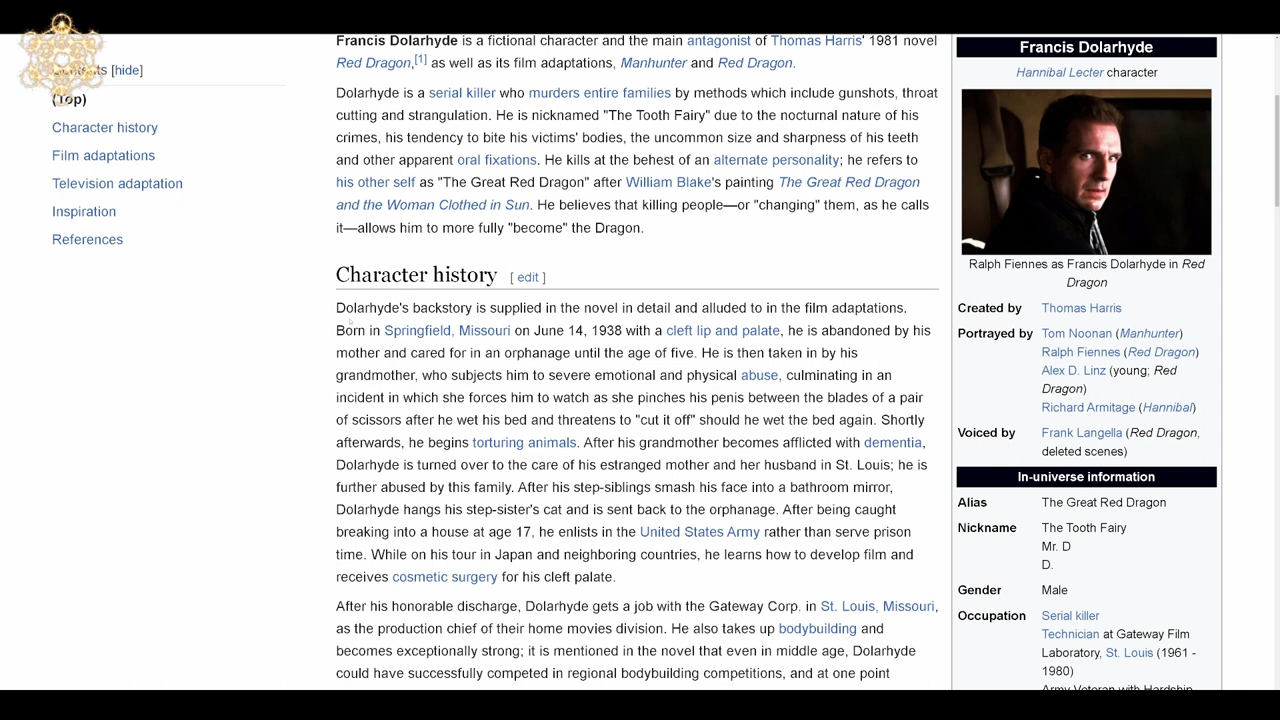 Contents [hide]
(Top)
Character history
Film adaptations
Television adaptation
Inspiration
References
Francis Dolarhyde is a fictional character and the main antagonist of Thomas Harris' 1981 novel
Red Dragon,[1] as well as its film adaptations, Manhunter and Red Dragon.
Dolarhyde is a serial killer who murders entire families by methods which include gunshots, throat
cutting and strangulation. He is nicknamed "The Tooth Fairy" due to the nocturnal nature of his
crimes, his tendency to bite his victims' bodies, the uncommon size and sharpness of his teeth
and other apparent oral fixations. He kills at the behest of an alternate personality; he refers to
his other self as "The Great Red Dragon" after William Blake's painting The Great Red Dragon
and the Woman Clothed in Sun. He believes that killing people—or "changing" them, as he calls
it—allows him to more fully "become" the Dragon.
Character history [ edit ]
Dolarhyde's backstory is supplied in the novel in detail and alluded to in the film adaptations.
Born in Springfield, Missouri on June 14, 1938 with a cleft lip and palate, he is abandoned by his
mother and cared for in an orphanage until the age of five. He is then taken in by his
grandmother, who subjects him to severe emotional and physical abuse, culminating in an
incident in which she forces him to watch as she pinches his penis between the blades of a pair
of scissors after he wet his bed and threatens to "cut it off" should he wet the bed again. Shortly
afterwards, he begins torturing animals. After his grandmother becomes afflicted with dementia,
Dolarhyde is turned over to the care of his estranged mother and her husband in St. Louis; he is
further abused by this family. After his step-siblings smash his face into a bathroom mirror,
Dolarhyde hangs his step-sister's cat and is sent back to the orphanage. After being caught
breaking into a house at age 17, he enlists in the United States Army rather than serve prison
time. While on his tour in Japan and neighboring countries, he learns how to develop film and
receives cosmetic surgery for his cleft palate.
After his honorable discharge, Dolarhyde gets a job with the Gateway Corp. in St. Louis, Missouri,
as the production chief of their home movies division. He also takes up bodybuilding and
becomes exceptionally strong; it is mentioned in the novel that even in middle age, Dolarhyde
could have successfully competed in regional bodybuilding competitions, and at one point
Francis Dolarhyde
Hannibal Lecter character
Ralph Fiennes as Francis Dolarhyde in Red
Dragon
Created by Thomas Harris
Portrayed by Tom Noonan (Manhunter)
Ralph Fiennes (Red Dragon)
Alex D. Linz (young; Red
Dragon)
Richard Armitage (Hannibal)
Voiced by Frank Langella (Red Dragon,
deleted scenes)
In-universe information
Alias The Great Red Dragon
Nickname The Tooth Fairy
Mr. D
D.
Gender Male
Occupation Serial killer
Technician at Gateway Film
Laboratory, St. Louis (1961 -
1980)
Army Veteran with Hardship